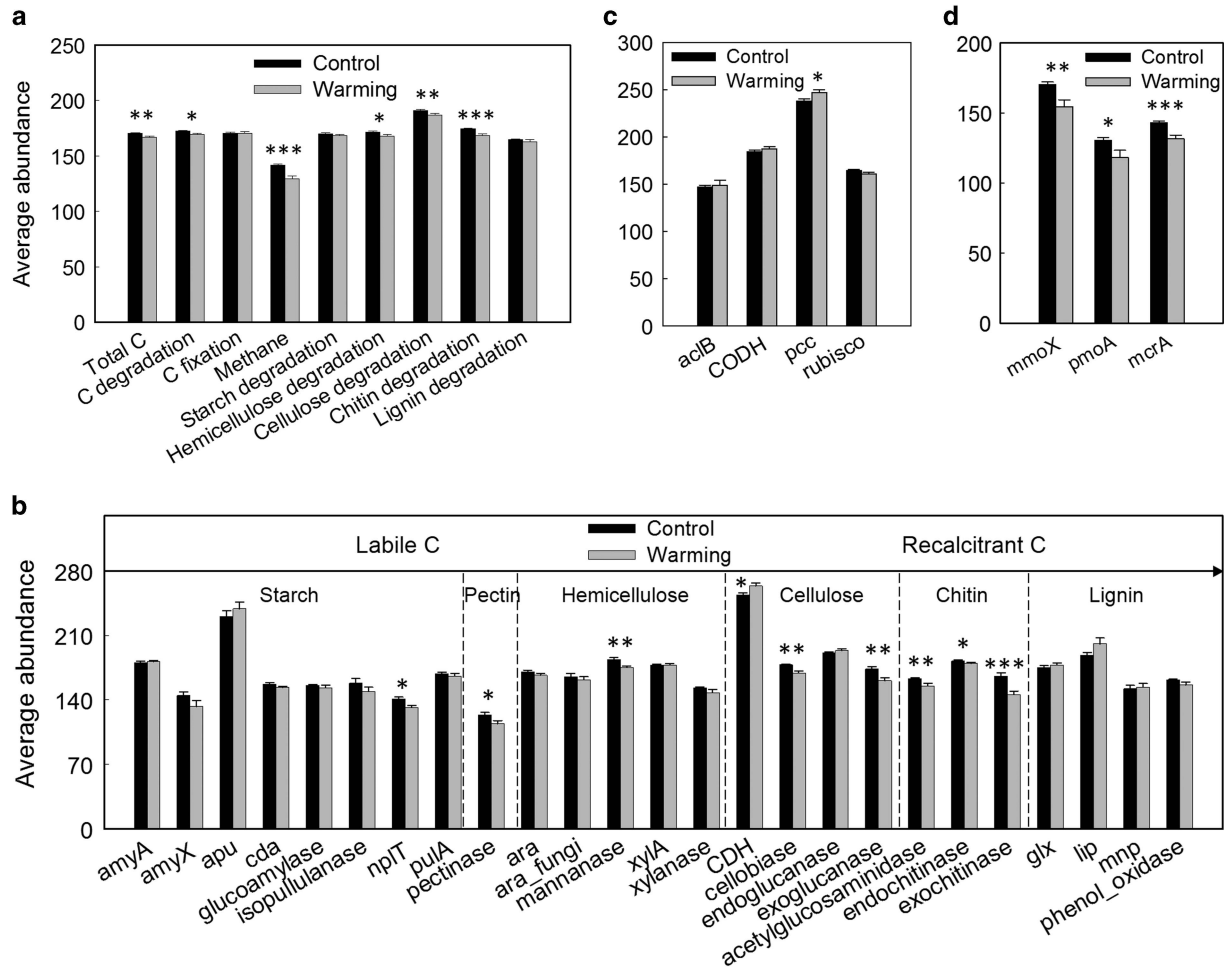 a
250
200
150
100
50
0
Average abundance
Control
Warming
**
*
***
*
**
***
Total C
C degradation
C fixation
Methane
Starch degradation
Hemicellulose degradation
Cellulose degradation
Chitin degradation
Lignin degradation
c
300
250
200
150
100
50
0
Control
Warming
*
aclB
CODH
pcc
rubisco
d
200
150
100
50
0
Control
Warming
**
*
***
mmoX
pmoA
mcrA
b
Control
Warming
Labile C
Recalcitrant C
280
210
140
70
0
Average abundance
Starch
Pectin
Hemicellulose
Cellulose
Chitin
Lignin
*
*
**
*
**
**
**
*
***
amyA
amyX
apu
cda
glucoamylase
isopullulanase
nplT
pulA
pectinase
ara
ara_fungi
mannanase
xylA
xylanase
CDH
cellobiase
endoglucanase
exoglucanase
acetylglucosaminidase
endochitinase
exochitinase
glx
lip
mnp
phenol_oxidase